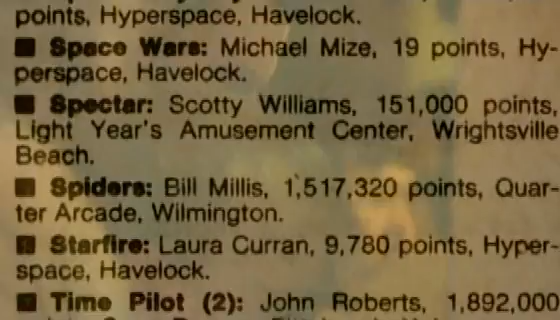 points, Hyperspace, Havelock.
■ Space Wars: Michael Mize, 19 points, Hy-
perspace, Havelock.
■ Spectar: Scotty Williams, 151,000 points,
Light Year's Amusement Center, Wrightsville
Beach.
■ Spiders: Bill Millis, 1,517,320 points, Quar-
ter Arcade, Wilmington.
■ Starfire: Laura Curran, 9,780 points, Hyper-
space, Havelock.
■ Time Pilot (2): John Roberts, 1,892,000